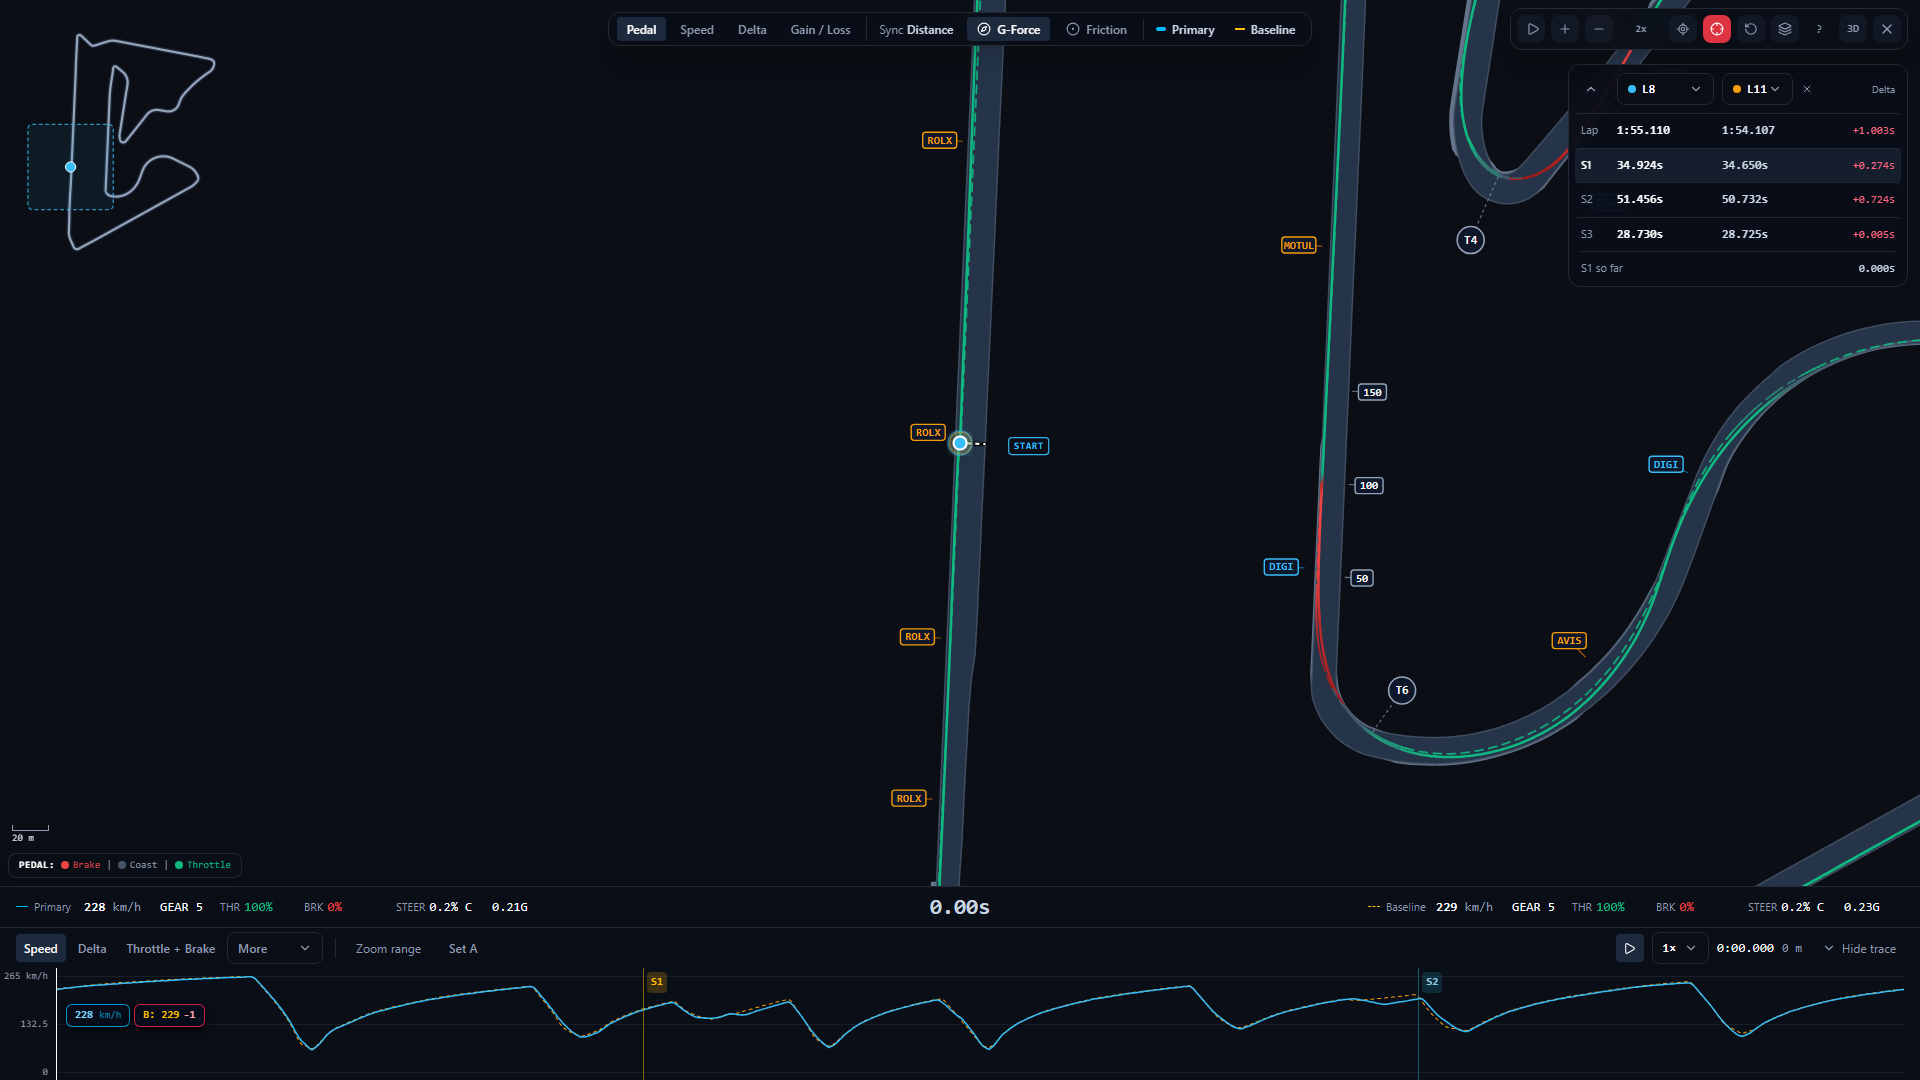 Pedal Speed Delta Gain / Loss Sync Distance G-Force Friction Primary Baseline
2x ? 3D
L8 L11 Delta
Lap 1:55.110 1:54.107 +1.003s
S1 34.924s 34.650s +0.274s
S2 51.456s 50.732s +0.724s
S3 28.730s 28.725s +0.005s
S1 so far 0.000s
ROLX
MOTUL
T4
150
ROLX
START
100
DIGI
DIGI
50
ROLX
AVIS
T6
ROLX
20 m
PEDAL: Brake | Coast | Throttle
Primary 228 km/h GEAR 5 THR 100% BRK 0% STEER 0.2% C 0.21G
0.00s
Baseline 229 km/h GEAR 5 THR 100% BRK 0% STEER 0.2% C 0.23G
Speed Delta Throttle + Brake More Zoom range Set A
1x 0:00.000 0 m Hide trace
265 km/h
S1
S2
228 km/h B: 229 -1
132.5
0